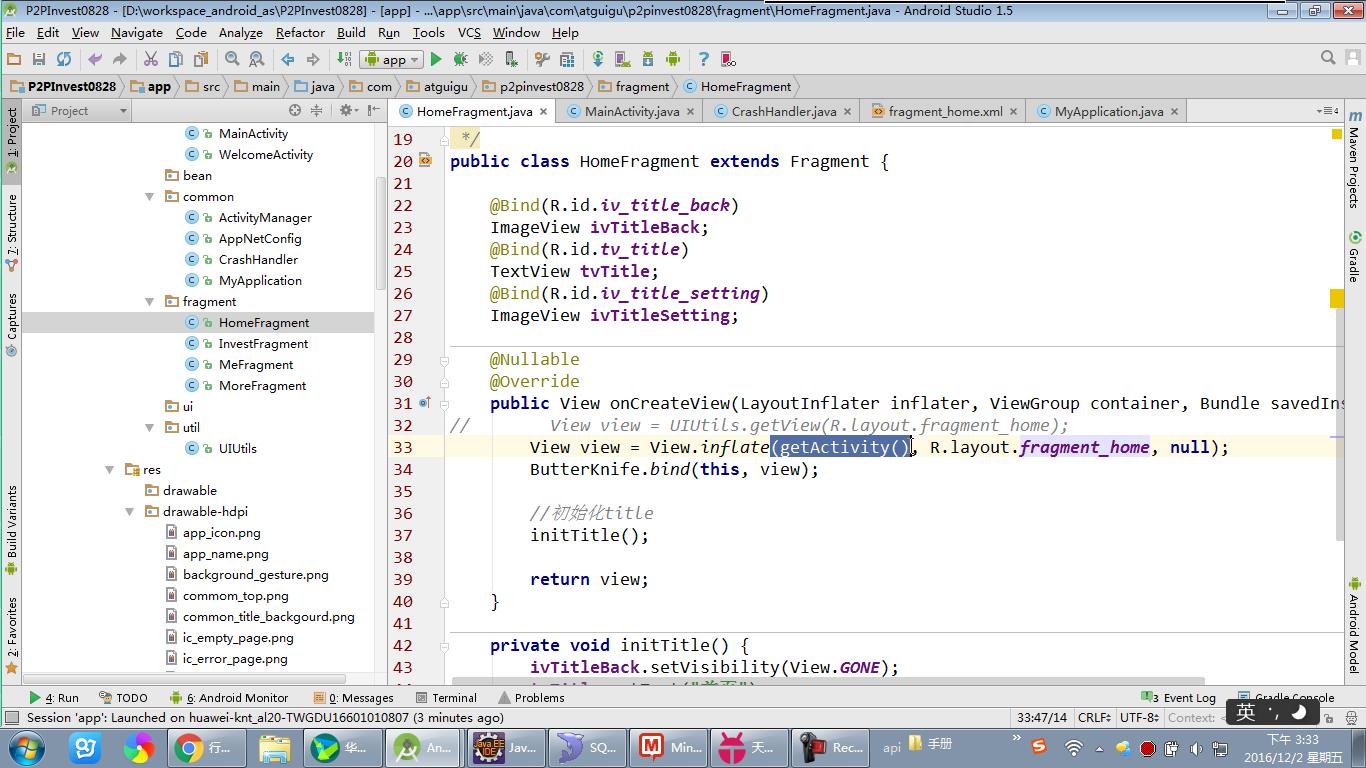 P2PInvest0828 - [D:\workspace_android_as\P2PInvest0828] - [app] - ...\app\src\main\java\com\atguigu\p2pinvest0828\fragment\HomeFragment.java - Android Studio 1.5
File Edit View Navigate Code Analyze Refactor Build Run Tools VCS Window Help
app
P2PInvest0828 app src main java com atguigu p2pinvest0828 fragment HomeFragment
Project
HomeFragment.java MainActivity.java CrashHandler.java fragment_home.xml MyApplication.java
1: Project
7: Structure
Captures
Build Variants
2: Favorites
MainActivity
WelcomeActivity
bean
common
ActivityManager
AppNetConfig
CrashHandler
MyApplication
fragment
HomeFragment
InvestFragment
MeFragment
MoreFragment
ui
util
UIUtils
res
drawable
drawable-hdpi
app_icon.png
app_name.png
background_gesture.png
commom_top.png
common_title_backgourd.png
ic_empty_page.png
ic_error_page.png
19 */
20 public class HomeFragment extends Fragment {
21
22 @Bind(R.id.iv_title_back)
23 ImageView ivTitleBack;
24 @Bind(R.id.tv_title)
25 TextView tvTitle;
26 @Bind(R.id.iv_title_setting)
27 ImageView ivTitleSetting;
28
29 @Nullable
30 @Override
31 public View onCreateView(LayoutInflater inflater, ViewGroup container, Bundle savedIns
32 // View view = UIUtils.getView(R.layout.fragment_home);
33 View view = View.inflate(getActivity(), R.layout.fragment_home, null);
34 ButterKnife.bind(this, view);
35
36 //初始化title
37 initTitle();
38
39 return view;
40 }
41
42 private void initTitle() {
43 ivTitleBack.setVisibility(View.GONE);
Maven Projects
Gradle
Android Model
4: Run TODO 6: Android Monitor 0: Messages Terminal Problems 3 Event Log Gradle Console
Session 'app': Launched on huawei-knt_al20-TWGDU16601010807 (3 minutes ago) 33:47/14 CRLF UTF-8 Context:
英
行... 华... An... Jav... SQ... Min... 天... Rec... api 手册
下午 3:33
2016/12/2 星期五